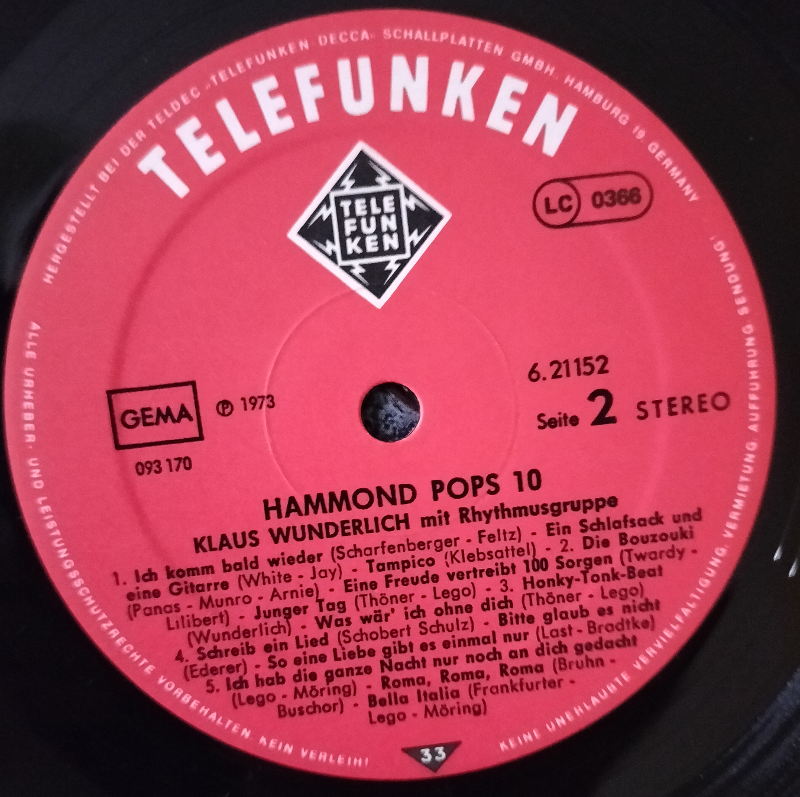 HERGESTELLT BEI DER TELDEC »TELEFUNKEN DECCA« SCHALLPLATTEN GMBH. HAMBURG 19 GERMANY
TELEFUNKEN
TELE
FUN
KEN
LC 0366
6.21152
GEMA ℗ 1973
Seite 2 STEREO
093 170
HAMMOND POPS 10
KLAUS WUNDERLICH mit Rhythmusgruppe
1. Ich komm bald wieder (Scharfenberger - Feltz) - Ein Schlafsack und
eine Gitarre (White - Jay) - Tampico (Klebsattel) - 2. Die Bouzouki
(Panas - Munro - Arnie) - Eine Freude vertreibt 100 Sorgen (Twardy -
Lilibert) - Junger Tag (Thöner - Lego) - 3. Honky-Tonk-Beat
(Wunderlich) - Was wär' ich ohne dich (Thöner - Lego)
4. Schreib ein Lied (Schobert Schulz) - Bitte glaub es nicht
(Ederer) - So eine Liebe gibt es einmal nur (Last - Bradtke)
5. Ich hab die ganze Nacht nur noch an dich gedacht
(Lego - Möring) - Roma, Roma, Roma (Bruhn -
Buschor) - Bella Italia (Frankfurter -
Lego - Möring)
33
ALLE URHEBER- UND LEISTUNGSSCHUTZRECHTE VORBEHALTEN. KEIN VERLEIH!
KEINE UNERLAUBTE VERVIELFÄLTIGUNG, VERMIETUNG, AUFFÜHRUNG, SENDUNG!